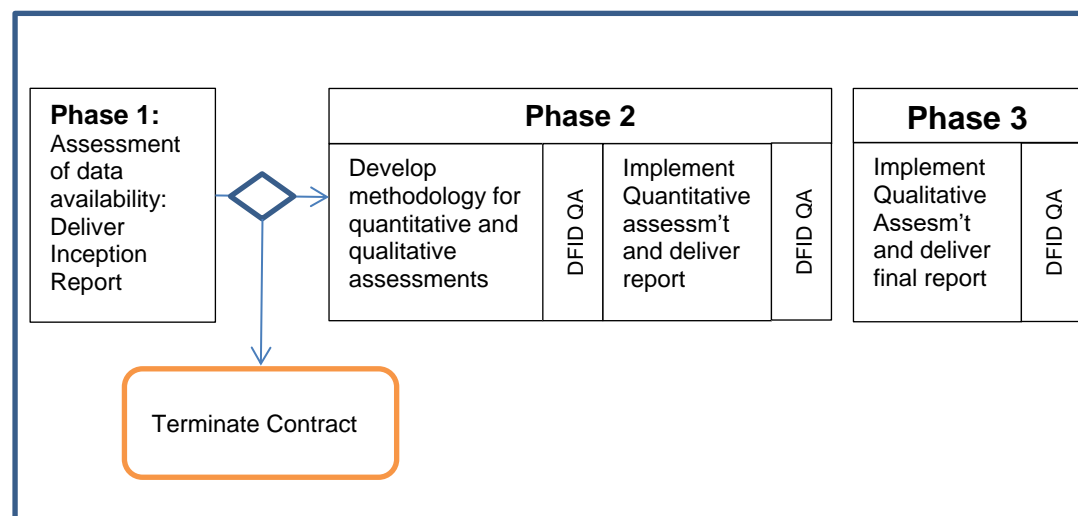 Phase 1:
Assessment
of data
availability:
Deliver
Inception
Report
Phase 2
Develop
methodology for
quantitative and
qualitative
assessments
DFID QA
Implement
Quantitative
assessm't
and deliver
report
DFID QA
Phase 3
Implement
Qualitative
Assesm't
and deliver
final report
DFID QA
Terminate Contract